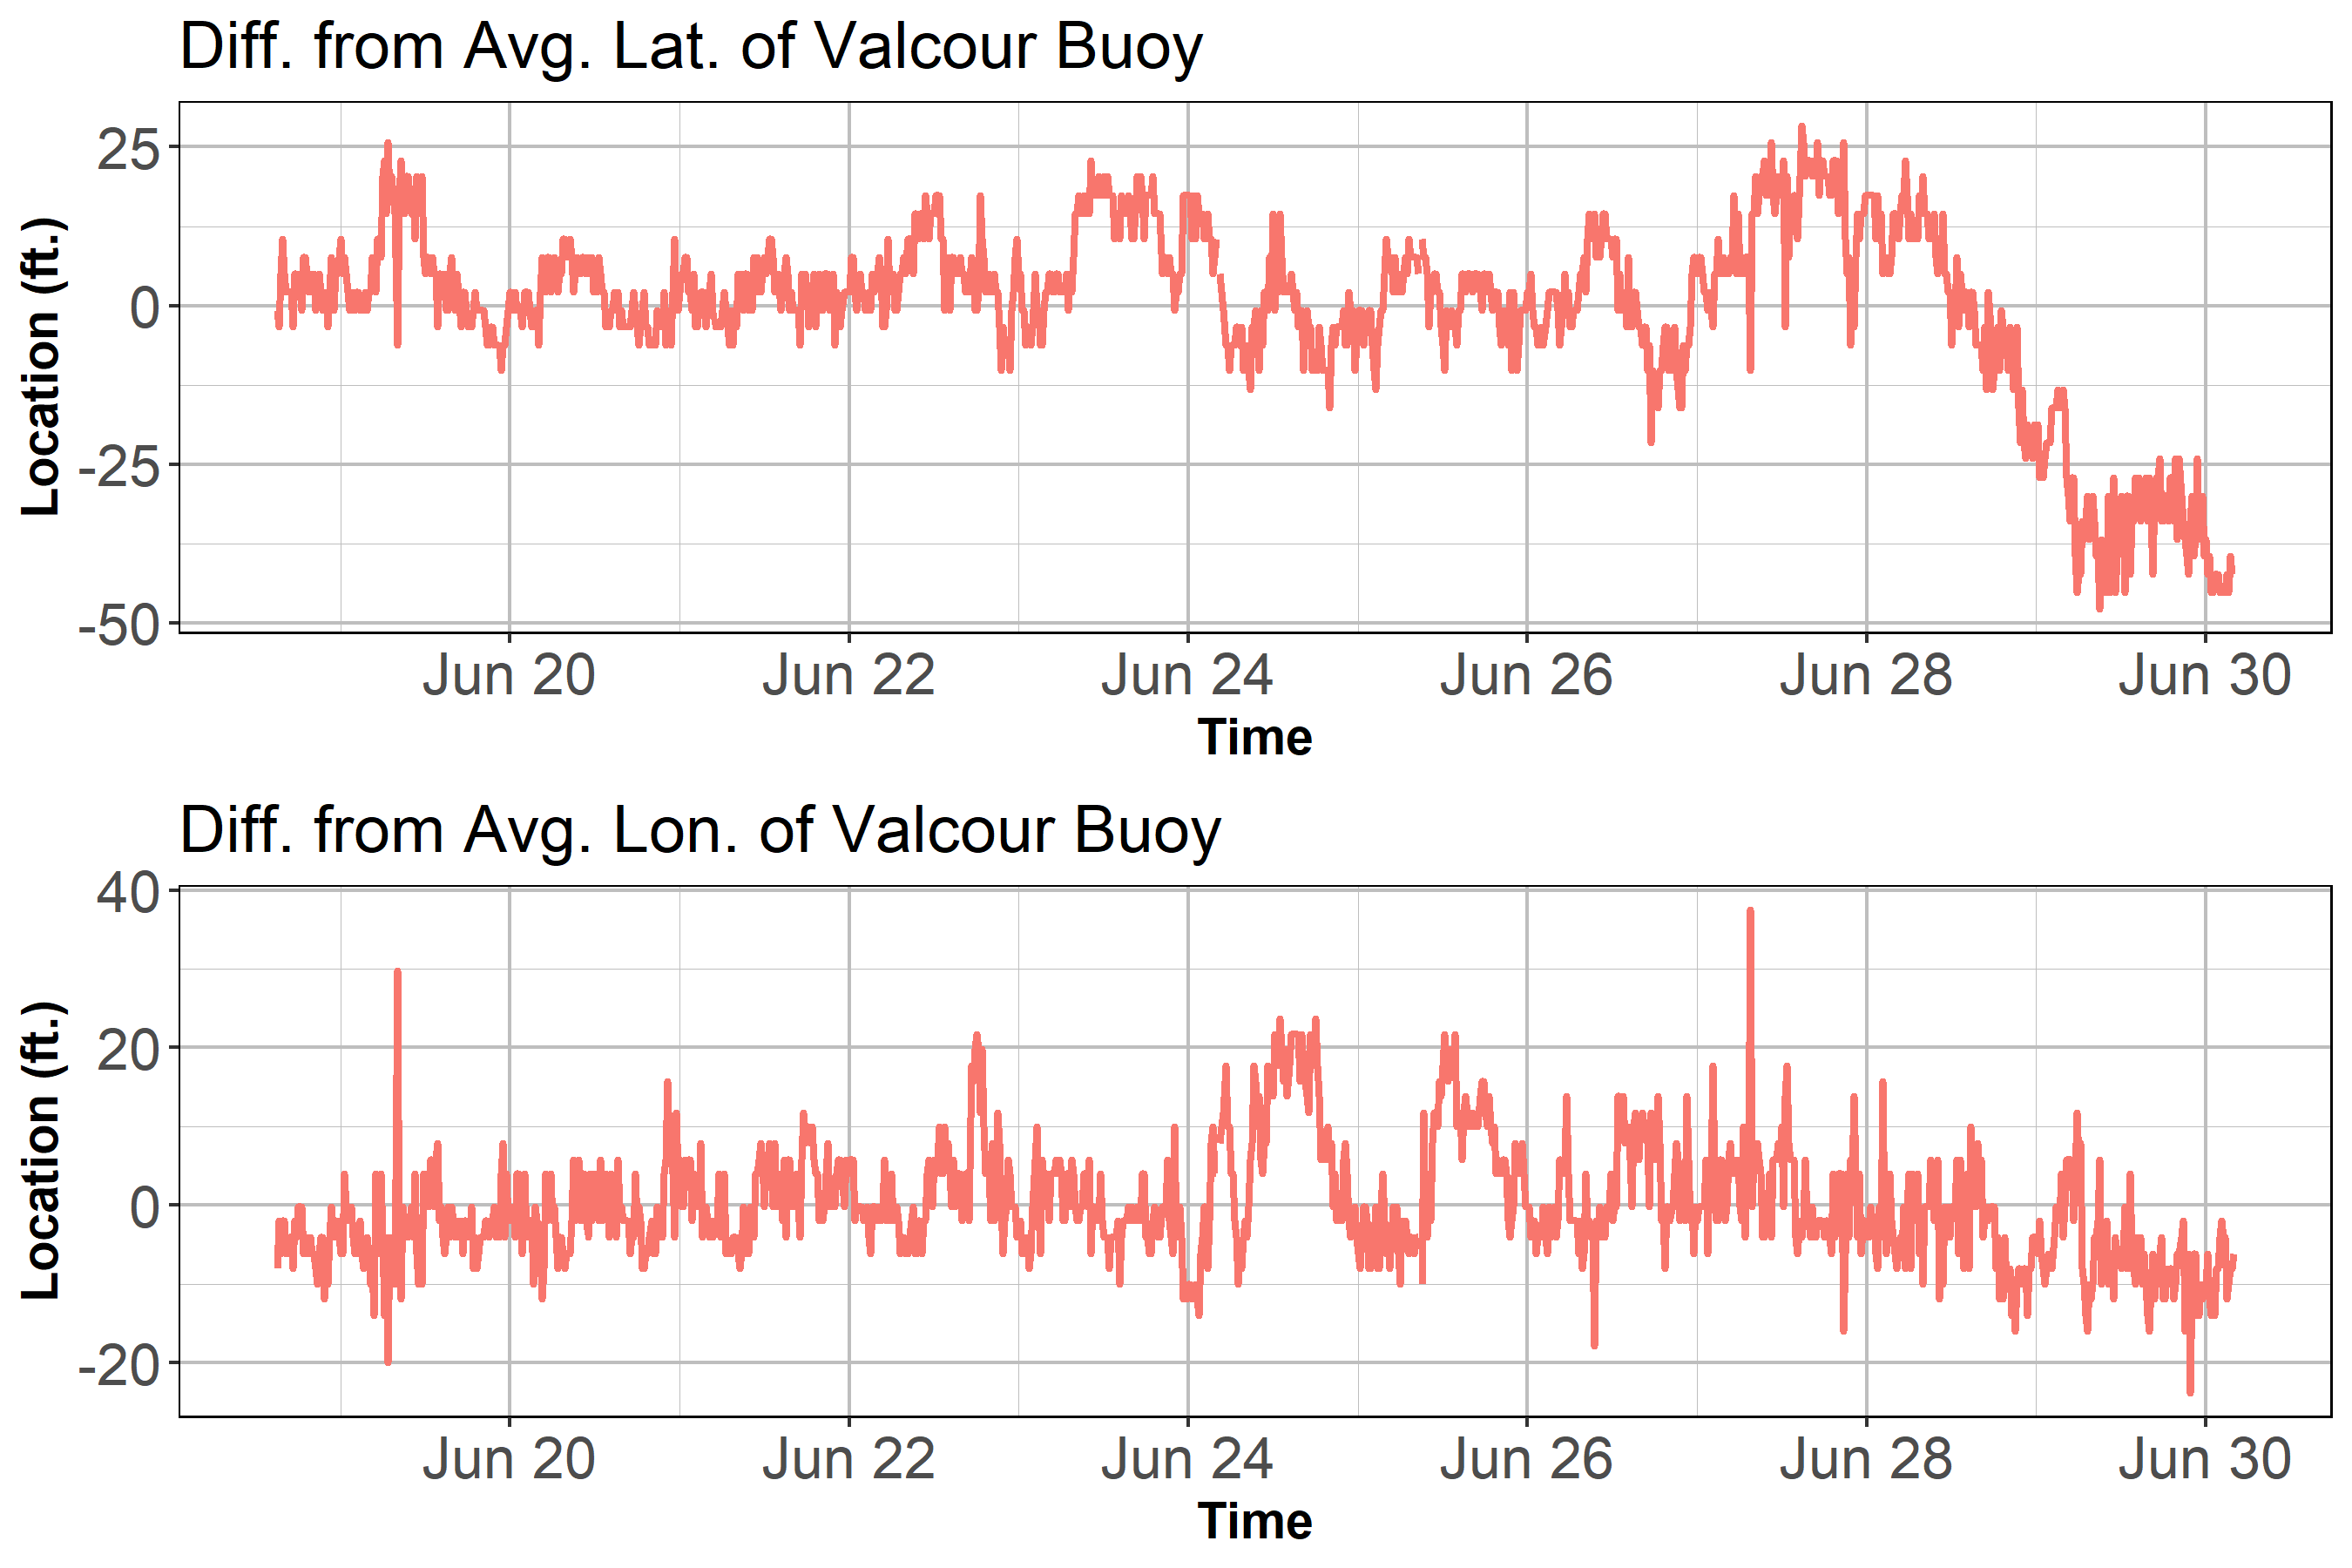 Diff. from Avg. Lat. of Valcour Buoy
Location (ft.)
25
0
-25
-50
Jun 20 Jun 22 Jun 24 Jun 26 Jun 28 Jun 30
Time
Diff. from Avg. Lon. of Valcour Buoy
Location (ft.)
40
20
0
-20
Jun 20 Jun 22 Jun 24 Jun 26 Jun 28 Jun 30
Time